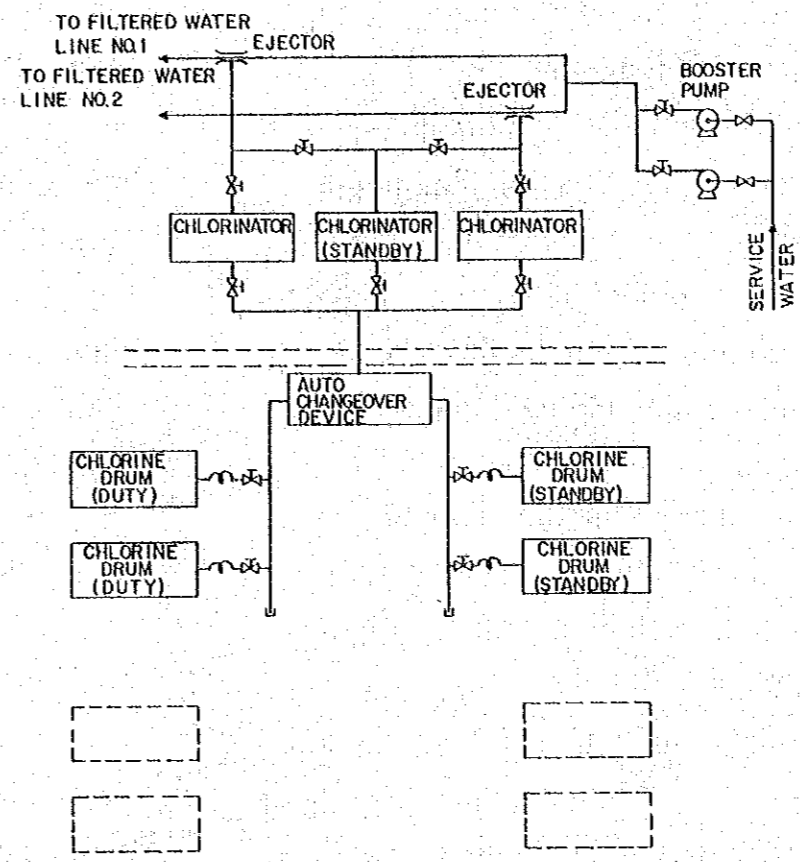 TO FILTERED WATER
LINE NO.1
EJECTOR
TO FILTERED WATER
LINE NO.2
EJECTOR
BOOSTER
PUMP
CHLORINATOR
CHLORINATOR
(STANDBY)
CHLORINATOR
SERVICE
WATER
AUTO
CHANGEOVER
DEVICE
CHLORINE
DRUM
(DUTY)
CHLORINE
DRUM
(STANDBY)
CHLORINE
DRUM
(DUTY)
CHLORINE
DRUM
(STANDBY)